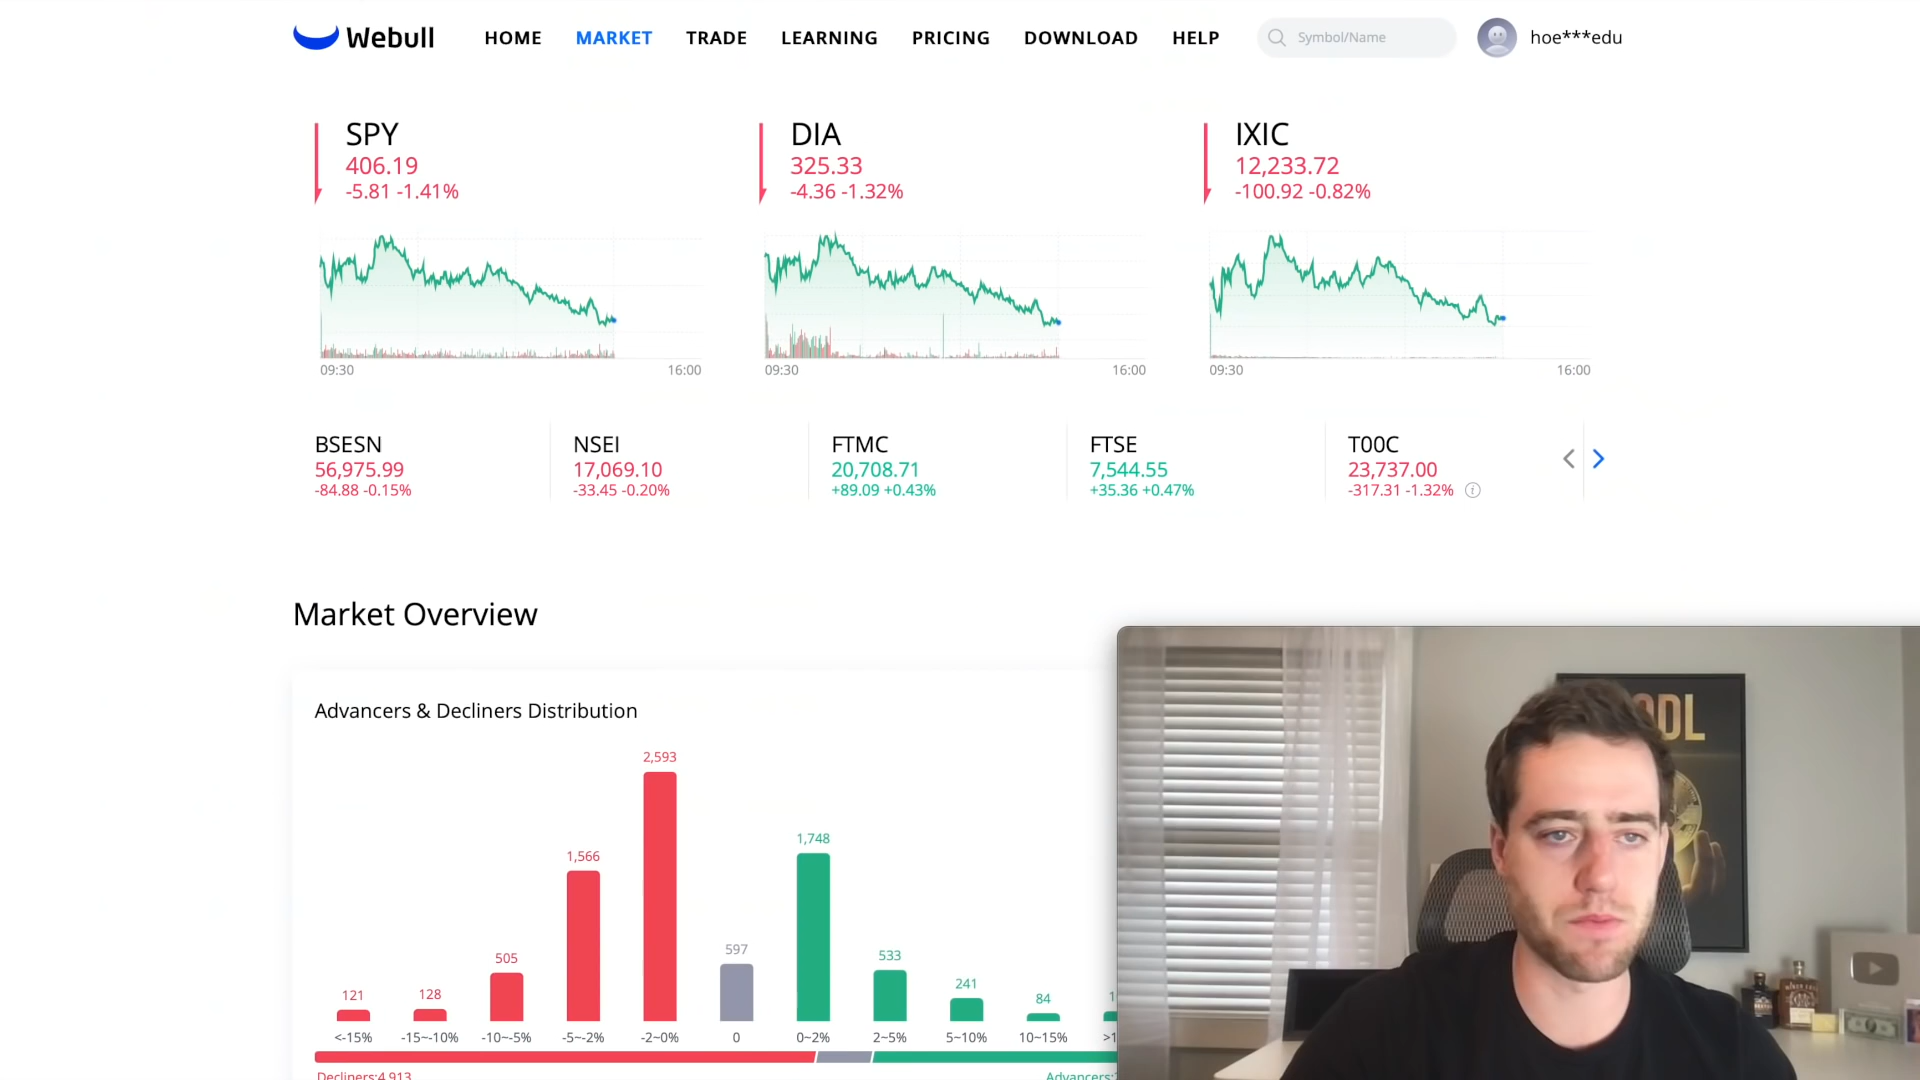 Webull
HOME
MARKET
TRADE
LEARNING
PRICING
DOWNLOAD
HELP
Symbol/Name
hoe***edu
SPY
406.19
-5.81 -1.41%
09:30
16:00
DIA
325.33
-4.36 -1.32%
09:30
16:00
IXIC
12,233.72
-100.92 -0.82%
09:30
16:00
BSESN
56,975.99
-84.88 -0.15%
NSEI
17,069.10
-33.45 -0.20%
FTMC
20,708.71
+89.09 +0.43%
FTSE
7,544.55
+35.36 +0.47%
T00C
23,737.00
-317.31 -1.32%
Market Overview
Advancers & Decliners Distribution
121
128
505
1,566
2,593
597
1,748
533
241
84
<-15%
-15~-10%
-10~-5%
-5~-2%
-2~0%
0
0~2%
2~5%
5~10%
10~15%
Decliners:4,913
Advancers:
ODL